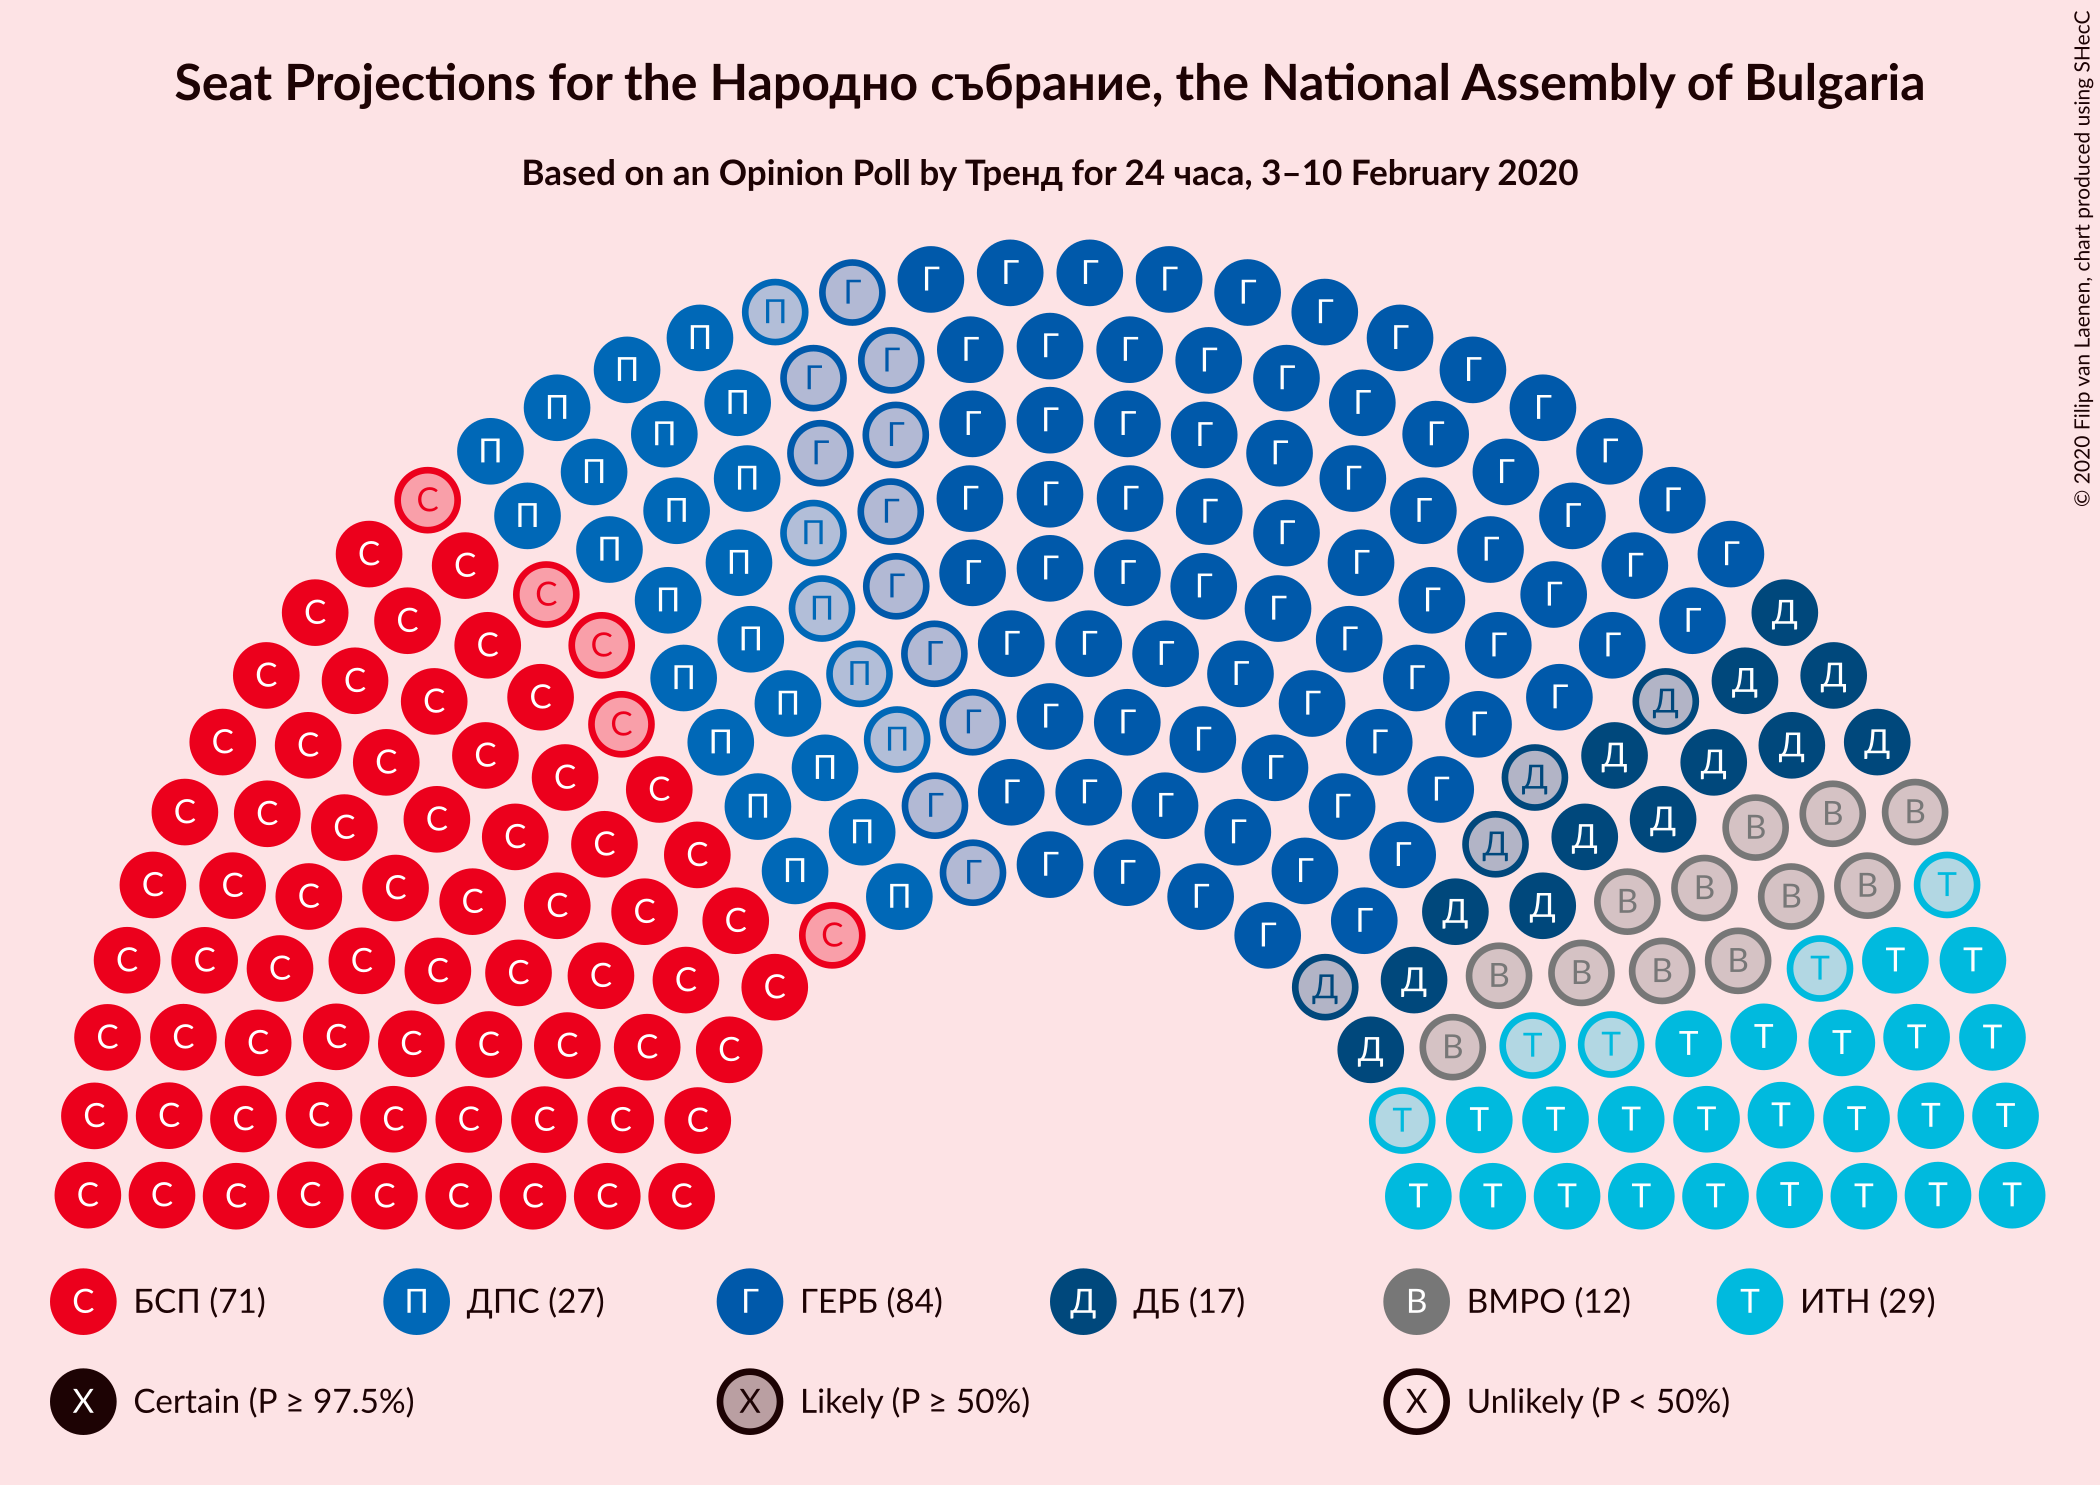 Seat Projections for the Народно събрание, the National Assembly of Bulgaria
Based on an Opinion Poll by Тренд for 24 часа, 3–10 February 2020
© 2020 Filip van Laenen, chart produced using SHecC
С БСП (71) П ДПС (27) Г ГЕРБ (84) Д ДБ (17) В ВМРО (12) Т ИТН (29)
X Certain (P ≥ 97.5%) X Likely (P ≥ 50%) X Unlikely (P < 50%)